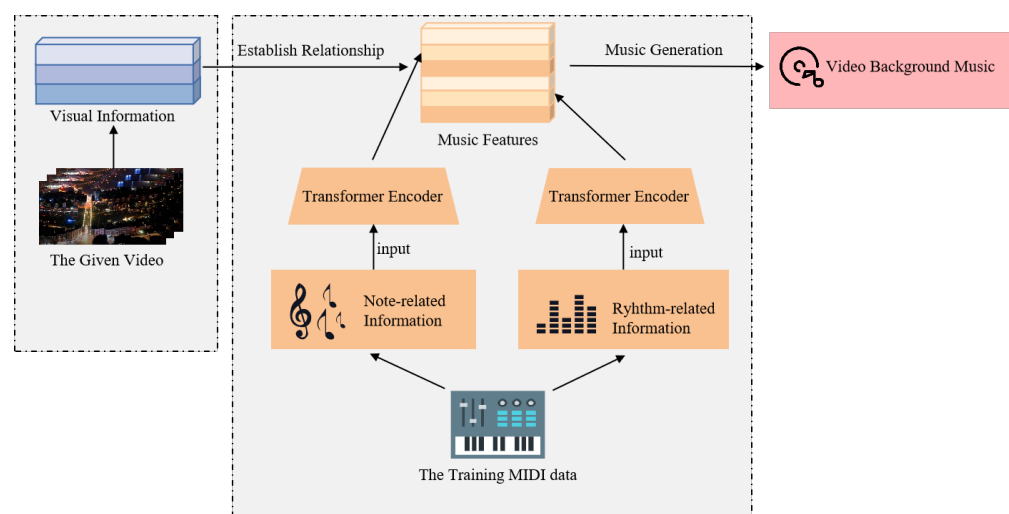 Establish Relationship
Music Generation
Video Background Music
Visual Information
Music Features
The Given Video
Transformer Encoder
Transformer Encoder
input
input
Note-related
Information
Ryhthm-related
Information
The Training MIDI data